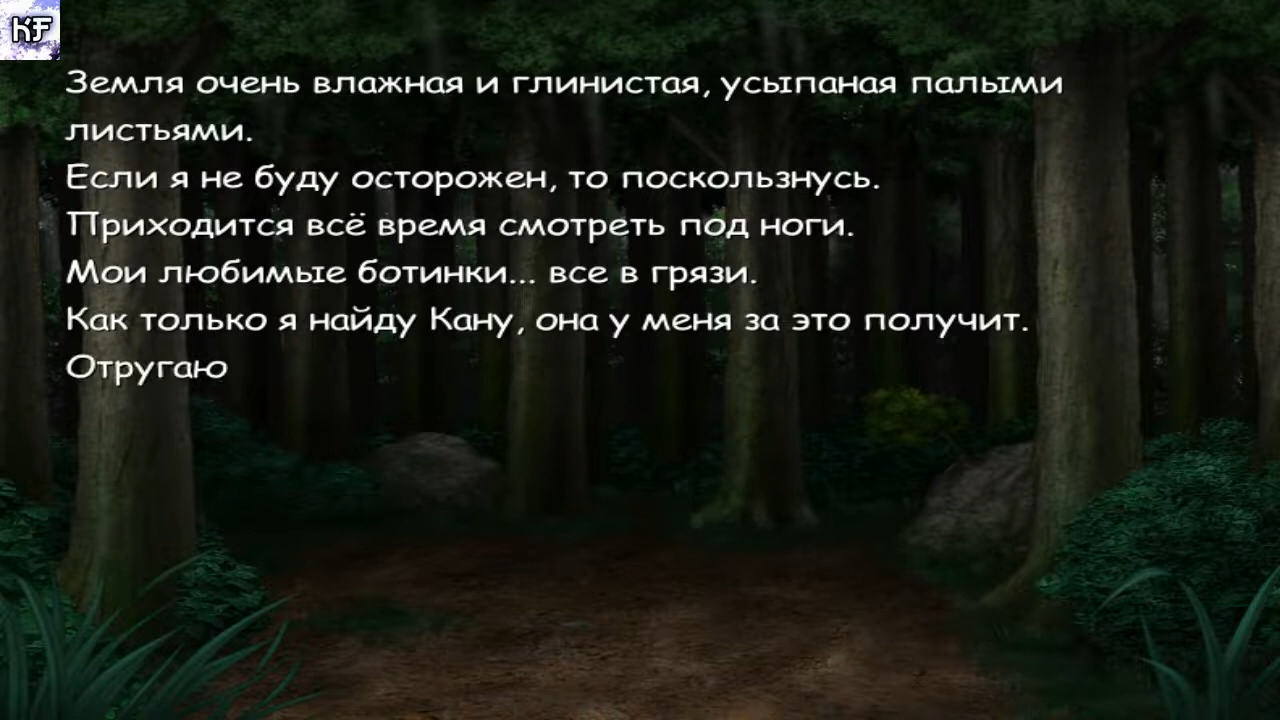 KF
Земля очень влажная и глинистая, усыпаная палыми
листьями.
Если я не буду осторожен, то поскользнусь.
Приходится всё время смотреть под ноги.
Мои любимые ботинки... все в грязи.
Как только я найду Кану, она у меня за это получит.
Отругаю